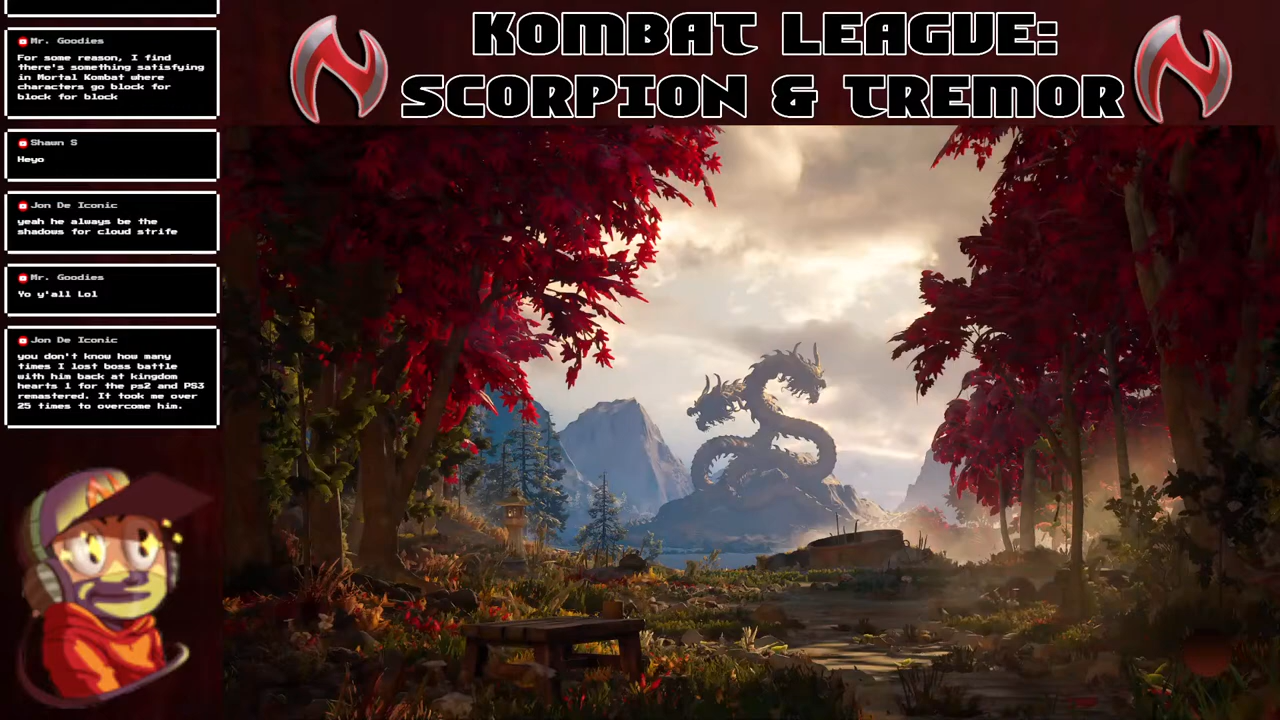 Mr. Goodies
For some reason, I find
there's something satisfying
in Mortal Kombat where
characters go block for
block for block
Shawn S
Heyo
Jon De Iconic
yeah he always be the
shadows for cloud strife
Mr. Goodies
Yo y'all Lol
Jon De Iconic
you don't know how many
times I lost boss battle
with him back at kingdom
hearts 1 for the ps2 and PS3
remastered. It took me over
25 times to overcome him.
KOMBAT LEAGUE:
SCORPION & TREMOR